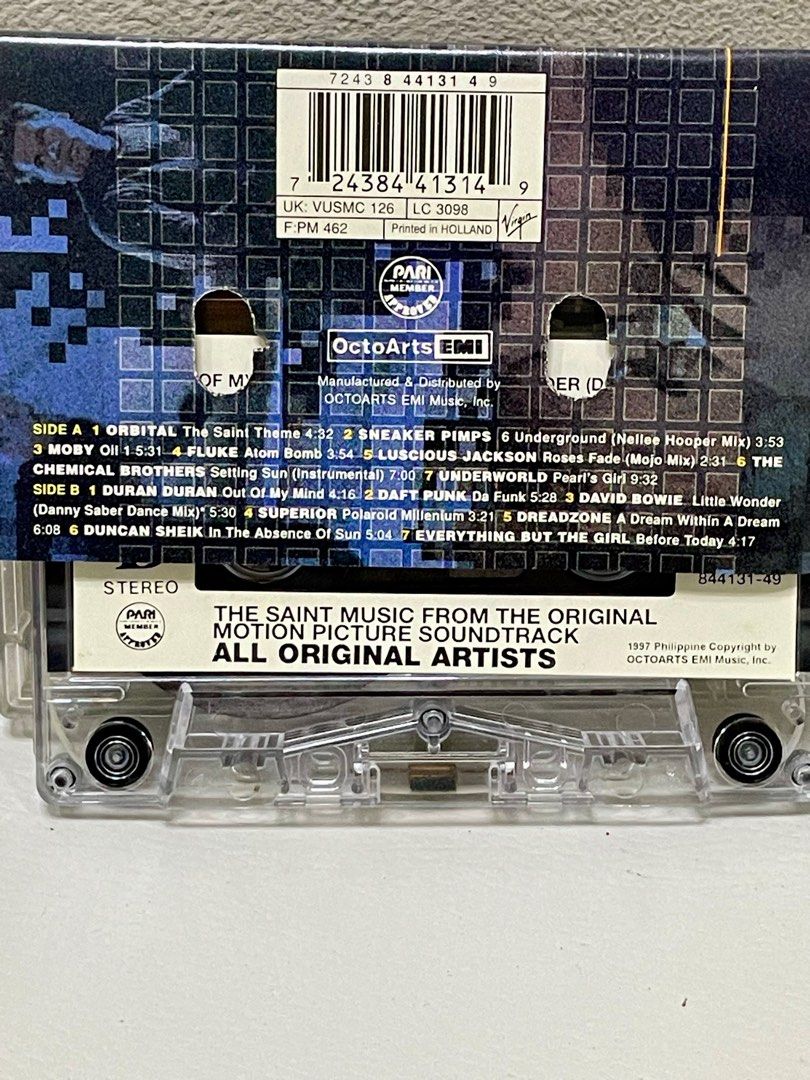 7243 8 44131 4 9
7 24384 41314 9
UK: VUSMC 126 LC 3098
F:PM 462 Printed in HOLLAND Virgin
PARI
MEMBER
APPROVED
OctoArts EMI
OF MY DER (D
Manufactured & Distributed by
OCTOARTS EMI Music, Inc.
SIDE A 1 ORBITAL The Saint Theme 4:32 2 SNEAKER PIMPS 6 Underground (Nellee Hooper Mix) 3:53
3 MOBY Oil 1 5:31 4 FLUKE Atom Bomb 3:54 5 LUSCIOUS JACKSON Roses Fade (Mojo Mix) 2:31 6 THE
CHEMICAL BROTHERS Setting Sun (Instrumental) 7:00 7 UNDERWORLD Pearl's Girl 9:32
SIDE B 1 DURAN DURAN Out Of My Mind 4:16 2 DAFT PUNK Da Funk 5:28 3 DAVID BOWIE Little Wonder
(Danny Saber Dance Mix)* 5:30 4 SUPERIOR Polaroid Millenium 3:21 5 DREADZONE A Dream Within A Dream
6:08 6 DUNCAN SHEIK In The Absence Of Sun 5:04 7 EVERYTHING BUT THE GIRL Before Today 4:17
STEREO
844131-49
PARI
MEMBER
APPROVED
THE SAINT MUSIC FROM THE ORIGINAL
MOTION PICTURE SOUNDTRACK
ALL ORIGINAL ARTISTS
1997 Philippine Copyright by
OCTOARTS EMI Music, Inc.